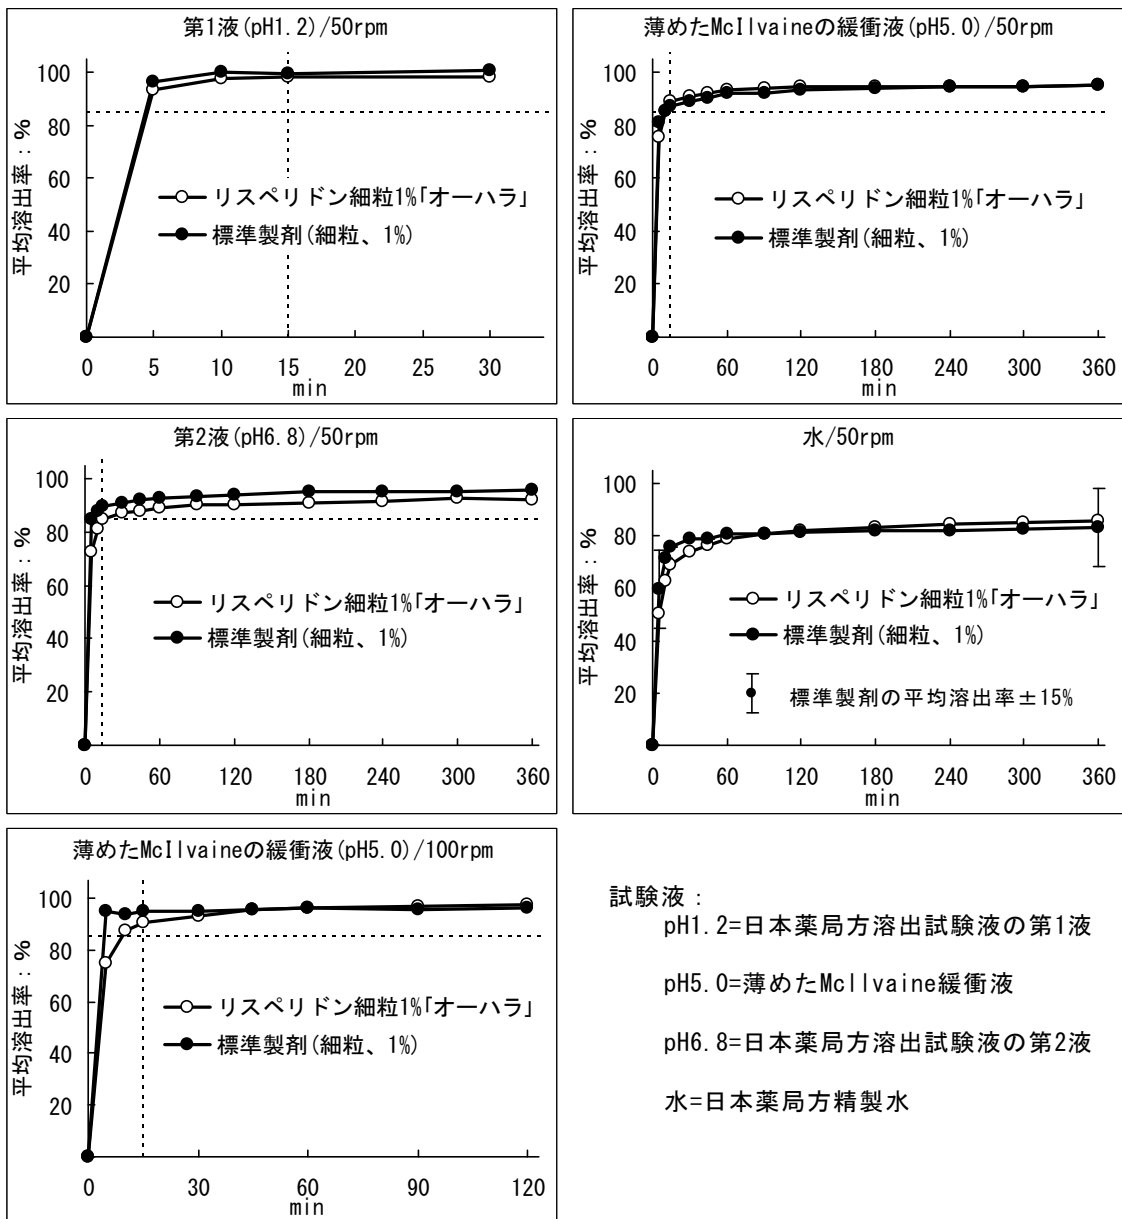 第1液(pH1.2)/50rpm
平均溶出率：%
100
80
60
40
20
リスペリドン細粒1%｢オーハラ｣
標準製剤(細粒、1%)
0 5 10 15 20 25 30
min
薄めたMcIlvaineの緩衝液(pH5.0)/50rpm
平均溶出率：%
100
80
60
40
20
リスペリドン細粒1%｢オーハラ｣
標準製剤(細粒、1%)
0 60 120 180 240 300 360
min
第2液(pH6.8)/50rpm
平均溶出率：%
100
80
60
40
20
リスペリドン細粒1%｢オーハラ｣
標準製剤(細粒、1%)
0 60 120 180 240 300 360
min
水/50rpm
平均溶出率：%
100
80
60
40
20
リスペリドン細粒1%｢オーハラ｣
標準製剤(細粒、1%)
標準製剤の平均溶出率±15%
0 60 120 180 240 300 360
min
薄めたMcIlvaineの緩衝液(pH5.0)/100rpm
平均溶出率：%
100
80
60
40
20
リスペリドン細粒1%｢オーハラ｣
標準製剤(細粒、1%)
0 30 60 90 120
min
試験液：
pH1.2=日本薬局方溶出試験液の第1液
pH5.0=薄めたMcIlvaine緩衝液
pH6.8=日本薬局方溶出試験液の第2液
水=日本薬局方精製水